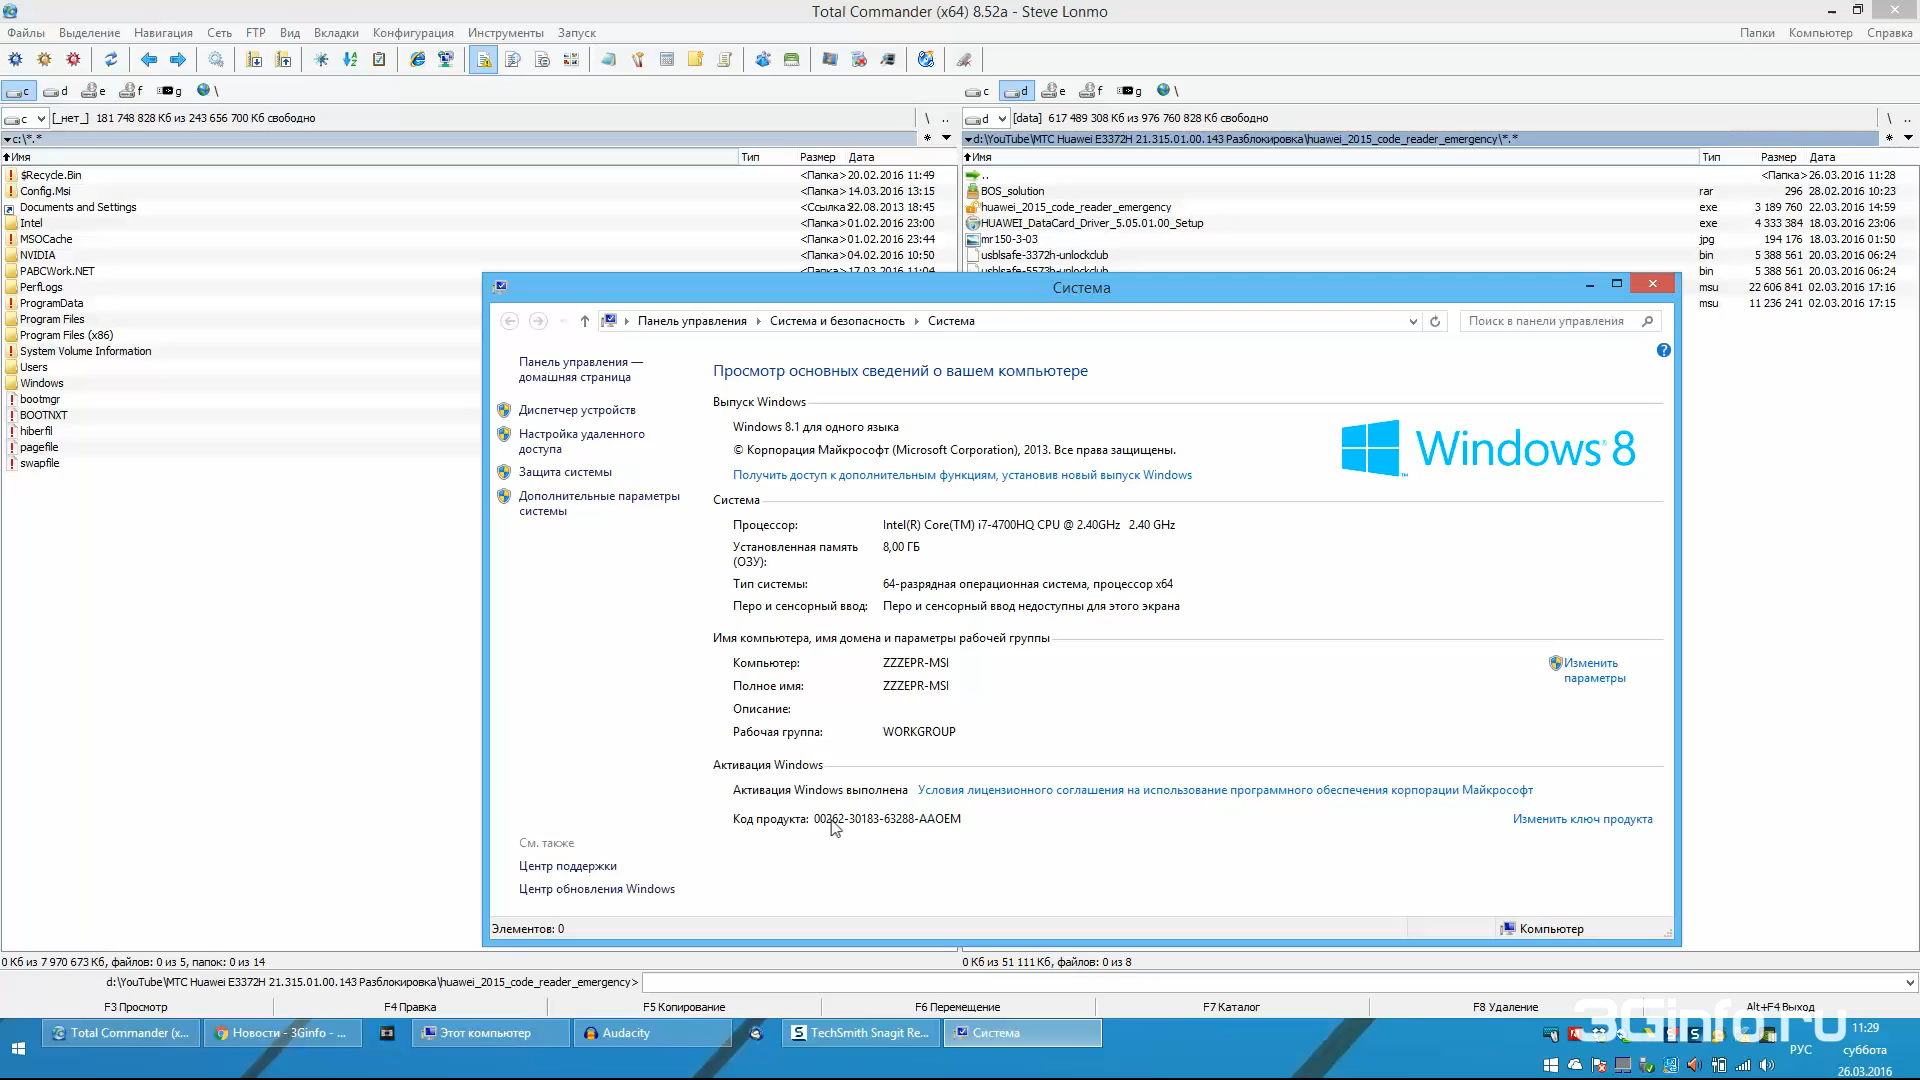 Total Commander (x64) 8.52a - Steve Lonmo
Файлы Выделение Навигация Сеть FTP Вид Вкладки Конфигурация Инструменты Запуск Папки Компьютер Справка
c d e f g \ c d e f g \
c [_нет_] 181 748 828 Кб из 243 656 700 Кб свободно \ .. d [data] 617 489 308 Кб из 976 760 828 Кб свободно \ ..
c:\*.* * d:\YouTube\МТС Huawei E3372H 21.315.01.00.143 Разблокировка\huawei_2015_code_reader_emergency\*.* *
Имя Тип Размер Дата Имя Тип Размер Дата
$Recycle.Bin <Папка> 20.02.2016 11:49 .. <Папка> 26.03.2016 11:28
Config.Msi <Папка> 14.03.2016 13:15 BOS_solution rar 296 28.02.2016 10:23
Documents and Settings <Ссылка> 22.08.2013 18:45 huawei_2015_code_reader_emergency exe 3 189 760 22.03.2016 14:59
Intel <Папка> 01.02.2016 23:00 HUAWEI_DataCard_Driver_5.05.01.00_Setup exe 4 333 384 18.03.2016 23:06
MSOCache <Папка> 01.02.2016 23:44 mr150-3-03 jpg 194 176 18.03.2016 01:50
NVIDIA <Папка> 04.02.2016 10:50 usblsafe-3372h-unlockclub bin 5 388 561 20.03.2016 06:24
PABCWork.NET <Папка> 17.03.2016 11:04 usblsafe-5573h-unlockclub bin 5 388 561 20.03.2016 06:24
PerfLogs msu 22 606 841 02.03.2016 17:16
ProgramData msu 11 236 241 02.03.2016 17:15
Program Files
Program Files (x86)
System Volume Information
Users
Windows
bootmgr
BOOTNXT
hiberfil
pagefile
swapfile
Система
Панель управления Система и безопасность Система Поиск в панели управления
Панель управления —
домашняя страница
Диспетчер устройств
Настройка удаленного
доступа
Защита системы
Дополнительные параметры
системы
Просмотр основных сведений о вашем компьютере
Выпуск Windows
Windows 8.1 для одного языка
© Корпорация Майкрософт (Microsoft Corporation), 2013. Все права защищены.
Получить доступ к дополнительным функциям, установив новый выпуск Windows
Windows 8
Система
Процессор: Intel(R) Core(TM) i7-4700HQ CPU @ 2.40GHz 2.40 GHz
Установленная память
(ОЗУ): 8,00 ГБ
Тип системы: 64-разрядная операционная система, процессор x64
Перо и сенсорный ввод: Перо и сенсорный ввод недоступны для этого экрана
Имя компьютера, имя домена и параметры рабочей группы
Компьютер: ZZZEPR-MSI
Изменить
параметры
Полное имя: ZZZEPR-MSI
Описание:
Рабочая группа: WORKGROUP
Активация Windows
Активация Windows выполнена Условия лицензионного соглашения на использование программного обеспечения корпорации Майкрософт
Код продукта: 00262-30183-63288-AAOEM Изменить ключ продукта
См. также
Центр поддержки
Центр обновления Windows
Элементов: 0 Компьютер
0 Кб из 7 970 673 Кб, файлов: 0 из 5, папок: 0 из 14 0 Кб из 51 111 Кб, файлов: 0 из 8
d:\YouTube\МТС Huawei E3372H 21.315.01.00.143 Разблокировка\huawei_2015_code_reader_emergency>
F3 Просмотр F4 Правка F5 Копирование F6 Перемещение F7 Каталог F8 Удаление Alt+F4 Выход
3Ginfo.ru
Total Commander (x... Новости - 3Ginfo - ... Этот компьютер Audacity TechSmith Snagit Re... Система
РУС
11:29
суббота
26.03.2016